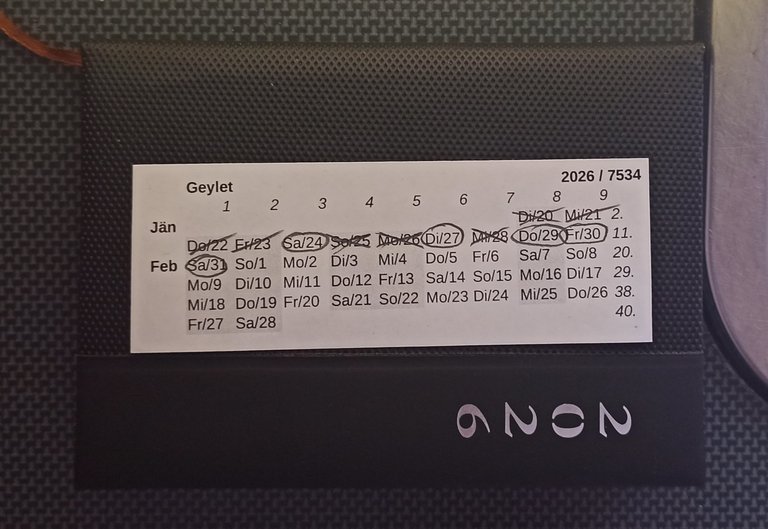 Geylet 2026 / 7534
1 2 3 4 5 6 7 8 9
Jän Di/20 Mi/21 2.
Do/22 Fr/23 Sa/24 So/25 Mo/26 Di/27 Mi/28 Do/29 Fr/30 11.
Feb Sa/31 So/1 Mo/2 Di/3 Mi/4 Do/5 Fr/6 Sa/7 So/8 20.
Mo/9 Di/10 Mi/11 Do/12 Fr/13 Sa/14 So/15 Mo/16 Di/17 29.
Mi/18 Do/19 Fr/20 Sa/21 So/22 Mo/23 Di/24 Mi/25 Do/26 38.
Fr/27 Sa/28 40.
2026